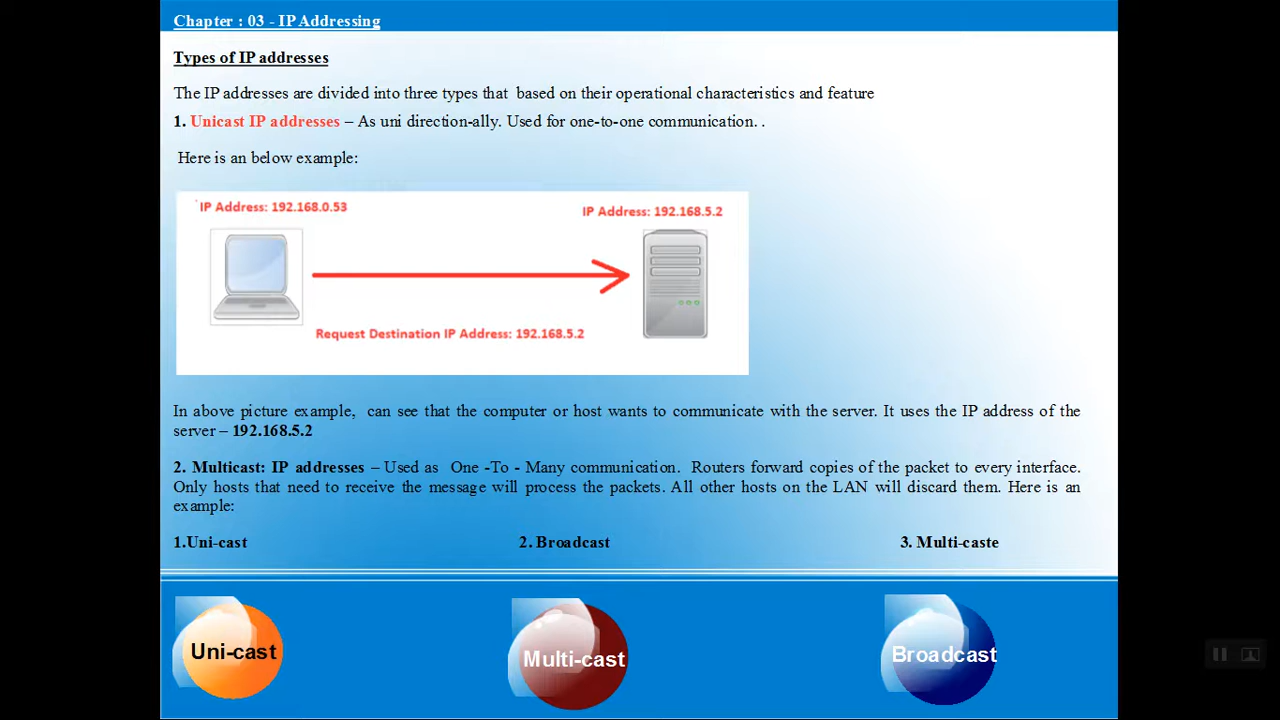 Chapter : 03 - IP Addressing
Types of IP addresses
The IP addresses are divided into three types that  based on their operational characteristics and feature
1. Unicast IP addresses – As uni direction-ally. Used for one-to-one communication. .
Here is an below example:
IP Address: 192.168.0.53
IP Address: 192.168.5.2
Request Destination IP Address: 192.168.5.2
In above picture example,  can see that the computer or host wants to communicate with the server. It uses the IP address of the
server – 192.168.5.2
2. Multicast: IP addresses – Used as  One -To - Many communication.  Routers forward copies of the packet to every interface.
Only hosts that need to receive the message will process the packets. All other hosts on the LAN will discard them. Here is an
example:
1.Uni-cast 2. Broadcast 3. Multi-caste
Uni-cast Multi-cast Broadcast